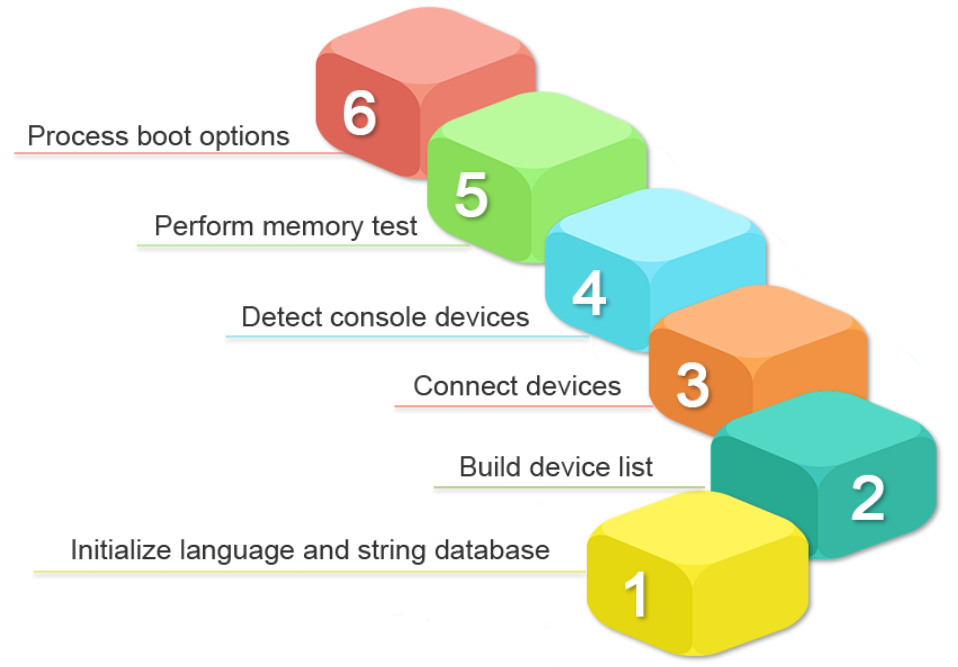 6
Process boot options
5
Perform memory test
4
Detect console devices
3
Connect devices
2
Build device list
1
Initialize language and string database